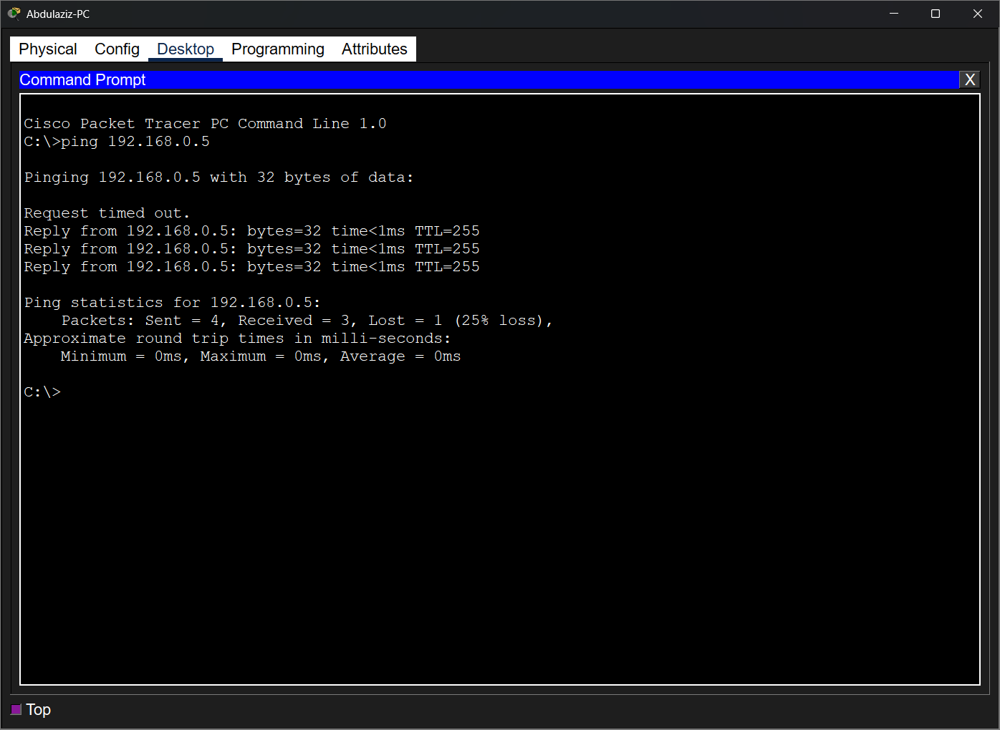 Abdulaziz-PC
Physical Config Desktop Programming Attributes
Command Prompt X
Cisco Packet Tracer PC Command Line 1.0
C:\>ping 192.168.0.5
Pinging 192.168.0.5 with 32 bytes of data:
Request timed out.
Reply from 192.168.0.5: bytes=32 time<1ms TTL=255
Reply from 192.168.0.5: bytes=32 time<1ms TTL=255
Reply from 192.168.0.5: bytes=32 time<1ms TTL=255
Ping statistics for 192.168.0.5:
    Packets: Sent = 4, Received = 3, Lost = 1 (25% loss),
Approximate round trip times in milli-seconds:
    Minimum = 0ms, Maximum = 0ms, Average = 0ms
C:\>
Top